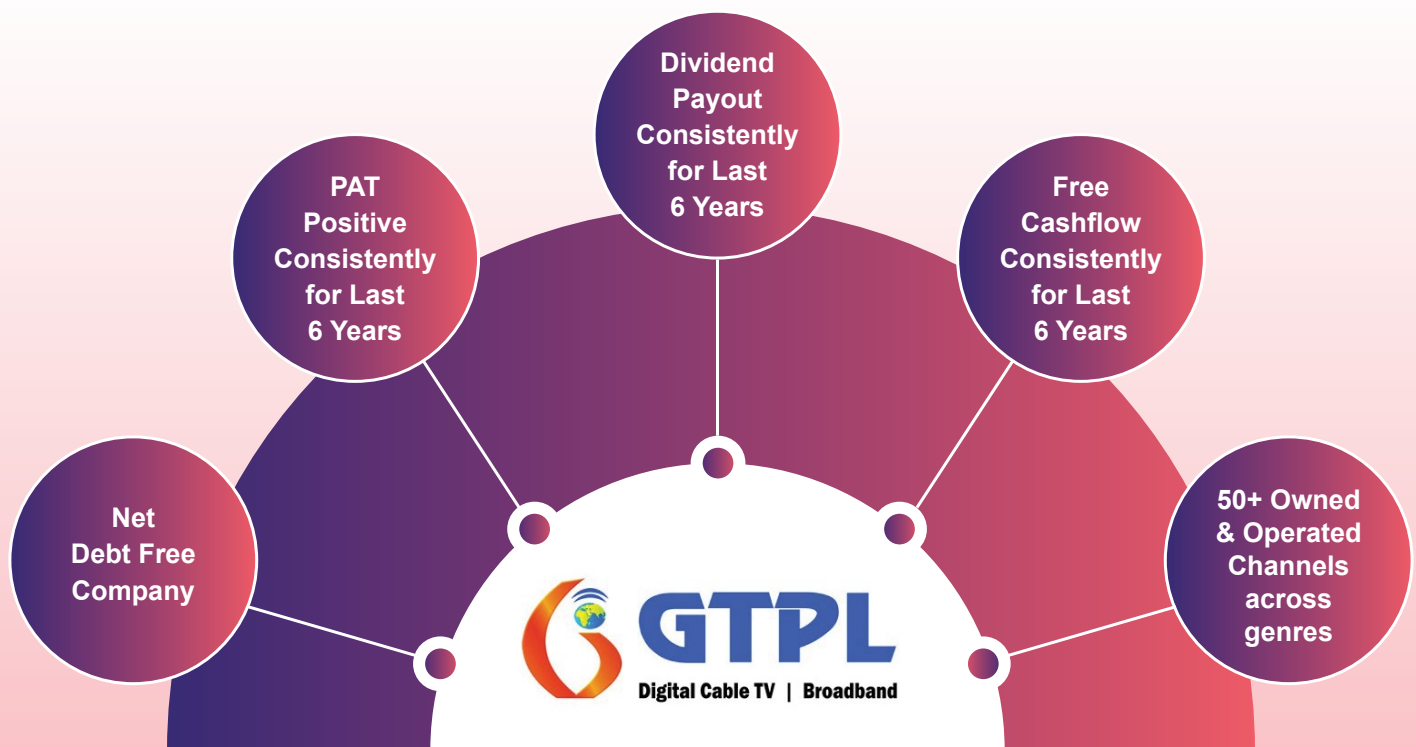 Net
Debt Free
Company
PAT
Positive
Consistently
for Last
6 Years
Dividend
Payout
Consistently
for Last
6 Years
Free
Cashflow
Consistently
for Last
6 Years
50+ Owned
& Operated
Channels
across
genres
GTPL
Digital Cable TV | Broadband